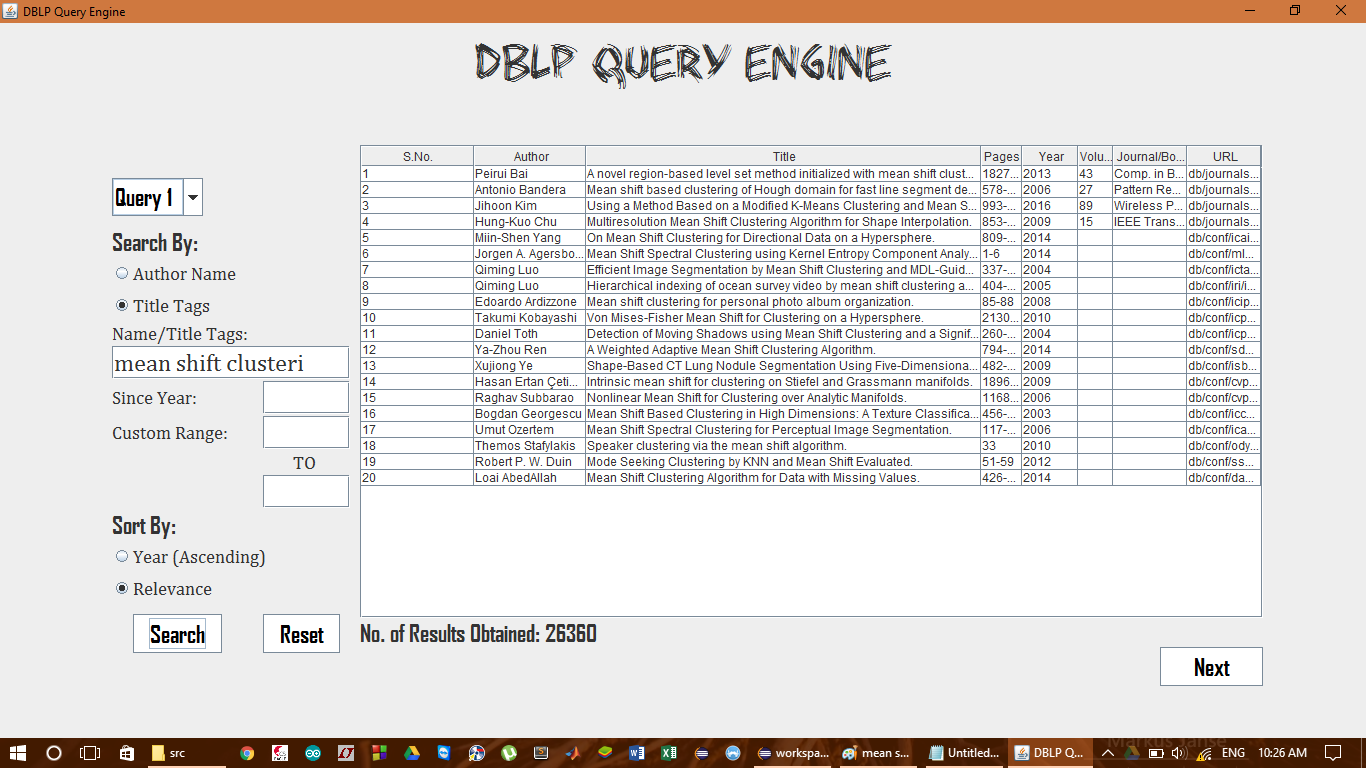 DBLP Query Engine
DBLP QUERY ENGINE
Query 1
Search By:
Author Name
Title Tags
Name/Title Tags:
mean shift clusteri
Since Year:
Custom Range:
TO
Sort By:
Year (Ascending)
Relevance
Search Reset
S.No. Author Title Pages Year Volu... Journal/Bo... URL
1 Peirui Bai A novel region-based level set method initialized with mean shift clust... 1827... 2013 43 Comp. in B... db/journals...
2 Antonio Bandera Mean shift based clustering of Hough domain for fast line segment de... 578-... 2006 27 Pattern Re... db/journals...
3 Jihoon Kim Using a Method Based on a Modified K-Means Clustering and Mean S... 993-... 2016 89 Wireless P... db/journals...
4 Hung-Kuo Chu Multiresolution Mean Shift Clustering Algorithm for Shape Interpolation. 853-... 2009 15 IEEE Trans... db/journals...
5 Miin-Shen Yang On Mean Shift Clustering for Directional Data on a Hypersphere. 809-... 2014 db/conf/icai...
6 Jorgen A. Agersbo... Mean Shift Spectral Clustering using Kernel Entropy Component Analy... 1-6 2014 db/conf/ml...
7 Qiming Luo Efficient Image Segmentation by Mean Shift Clustering and MDL-Guid... 337-... 2004 db/conf/icta...
8 Qiming Luo Hierarchical indexing of ocean survey video by mean shift clustering a... 404-... 2005 db/conf/iri/i...
9 Edoardo Ardizzone Mean shift clustering for personal photo album organization. 85-88 2008 db/conf/icip...
10 Takumi Kobayashi Von Mises-Fisher Mean Shift for Clustering on a Hypersphere. 2130... 2010 db/conf/icp...
11 Daniel Toth Detection of Moving Shadows using Mean Shift Clustering and a Signif... 260-... 2004 db/conf/icp...
12 Ya-Zhou Ren A Weighted Adaptive Mean Shift Clustering Algorithm. 794-... 2014 db/conf/sd...
13 Xujiong Ye Shape-Based CT Lung Nodule Segmentation Using Five-Dimensiona... 482-... 2009 db/conf/isb...
14 Hasan Ertan Çeti... Intrinsic mean shift for clustering on Stiefel and Grassmann manifolds. 1896... 2009 db/conf/cvp...
15 Raghav Subbarao Nonlinear Mean Shift for Clustering over Analytic Manifolds. 1168... 2006 db/conf/cvp...
16 Bogdan Georgescu Mean Shift Based Clustering in High Dimensions: A Texture Classifica... 456-... 2003 db/conf/icc...
17 Umut Ozertem Mean Shift Spectral Clustering for Perceptual Image Segmentation. 117-... 2006 db/conf/ica...
18 Themos Stafylakis Speaker clustering via the mean shift algorithm. 33 2010 db/conf/ody...
19 Robert P. W. Duin Mode Seeking Clustering by KNN and Mean Shift Evaluated. 51-59 2012 db/conf/ss...
20 Loai AbedAllah Mean Shift Clustering Algorithm for Data with Missing Values. 426-... 2014 db/conf/da...
No. of Results Obtained: 26360
Next
src workspa... mean s... Untitled... DBLP Q... ENG 10:26 AM